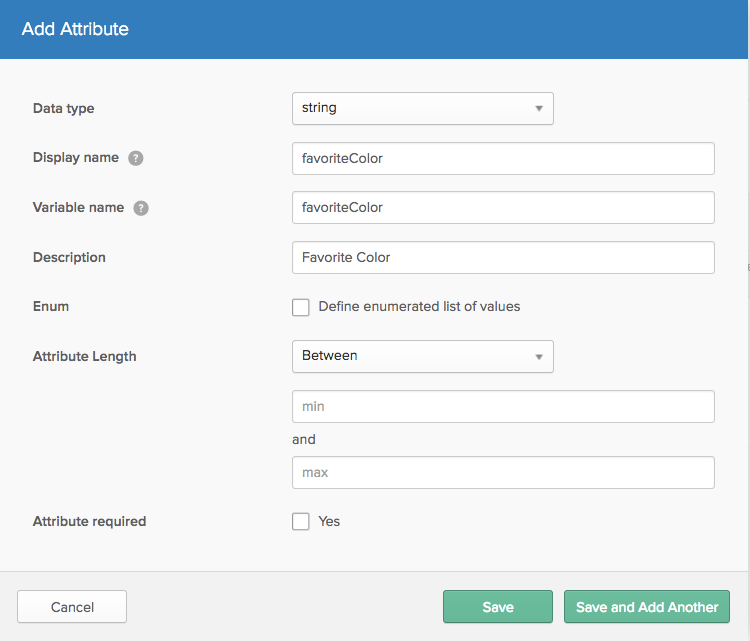 Add Attribute
Data type string
Display name ? favoriteColor
Variable name ? favoriteColor
Description Favorite Color
Enum Define enumerated list of values
Attribute Length Between
min
and
max
Attribute required Yes
Cancel Save Save and Add Another